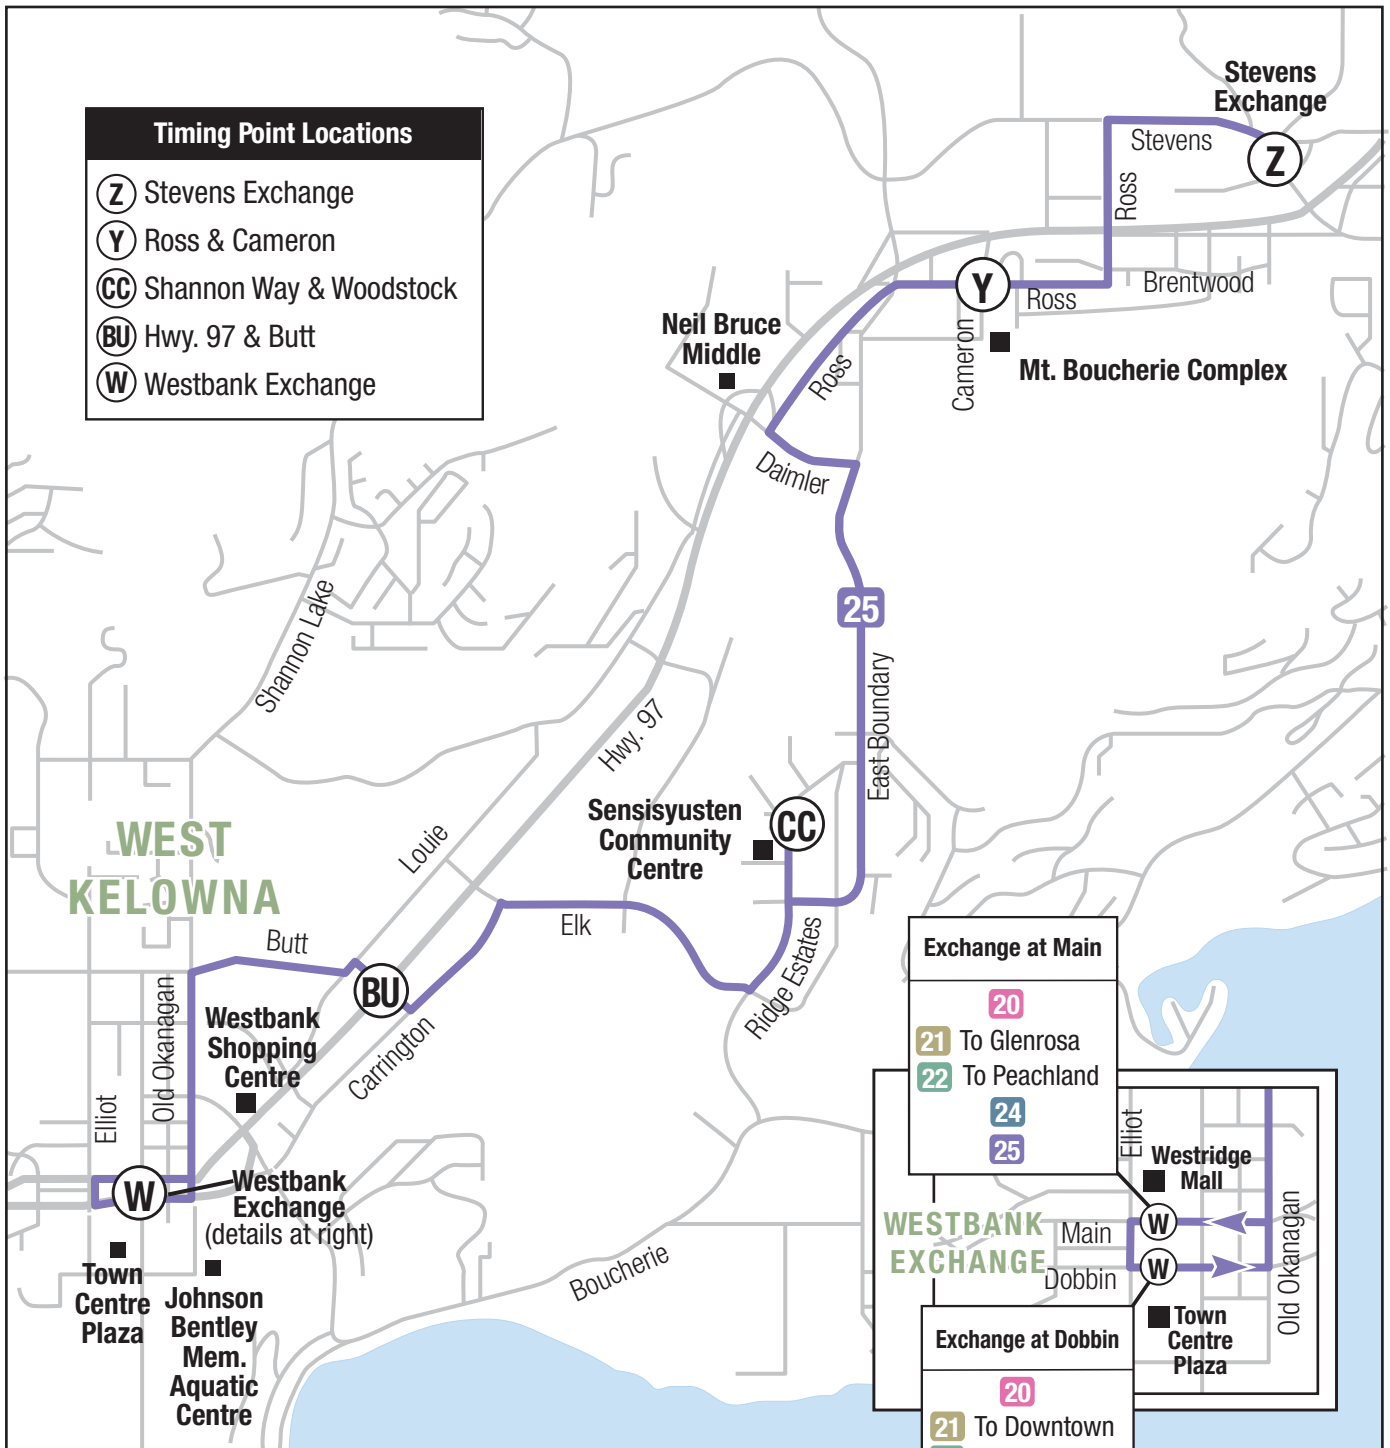 Stevens
Exchange
Timing Point Locations
Z Stevens Exchange
Y Ross & Cameron
CC Shannon Way & Woodstock
BU Hwy. 97 & Butt
W Westbank Exchange
Stevens
Z
Ross
Y
Ross
Brentwood
Neil Bruce
Middle
Cameron
Mt. Boucherie Complex
Ross
Daimler
25
Shannon Lake
East Boundary
Hwy. 97
Sensisyusten
Community
Centre
CC
WEST
KELOWNA
Louie
Elk
Butt
BU
Ridge Estates
Old Okanagan
Westbank
Shopping
Centre
Carrington
Elliot
W
Westbank
Exchange
(details at right)
Town
Centre
Plaza
Johnson
Bentley
Mem.
Aquatic
Centre
Boucherie
Exchange at Main
20
21 To Glenrosa
22 To Peachland
24
25
Elliot
Westridge
Mall
WESTBANK
EXCHANGE
Main
W
Dobbin
W
Old Okanagan
Town
Centre
Plaza
Exchange at Dobbin
20
21 To Downtown